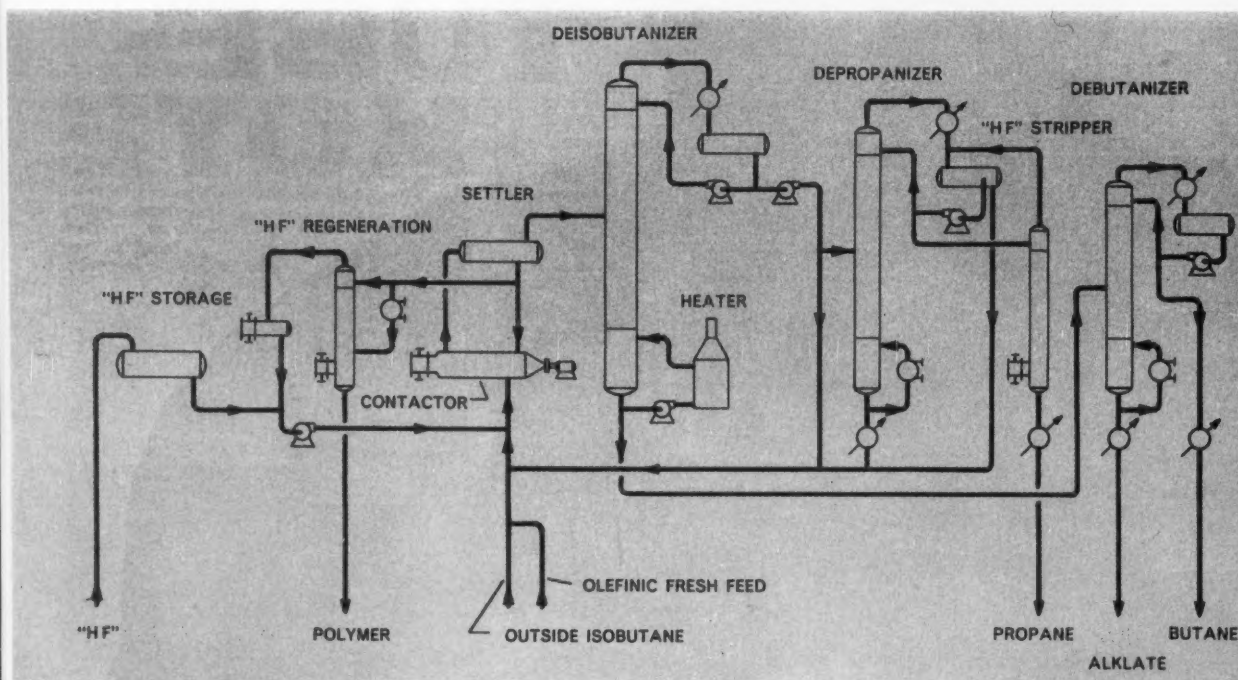 DEISOBUTANIZER
DEPROPANIZER
DEBUTANIZER
"HF" STRIPPER
SETTLER
"HF" REGENERATION
"HF" STORAGE
HEATER
CONTACTOR
OLEFINIC FRESH FEED
"HF"
POLYMER
OUTSIDE ISOBUTANE
PROPANE
BUTANE
ALKLATE